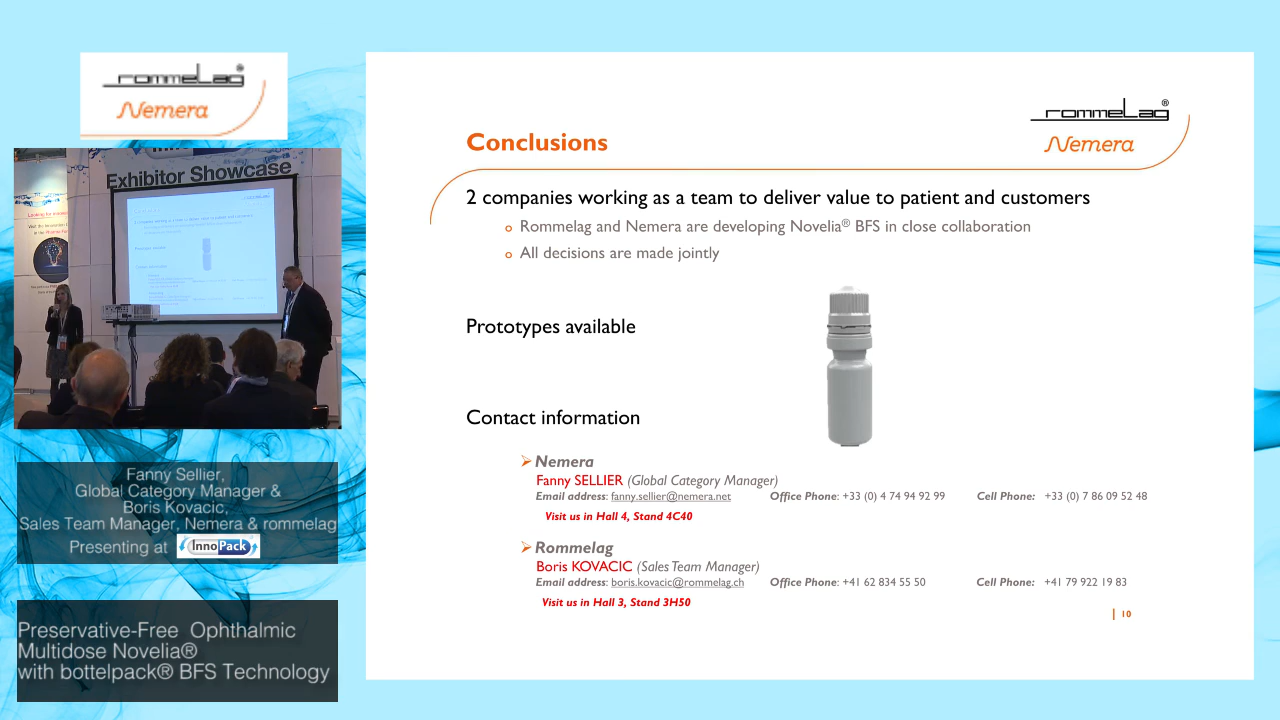 rommelag
Nemera
Exhibitor Showcase
Fanny Sellier,
Global Category Manager &
Boris Kovacic,
Sales Team Manager, Nemera & rommelag
Presenting at InnoPack
Preservative-Free Ophthalmic
Multidose Novelia®
with bottelpack® BFS Technology
rommelag®
Nemera
Conclusions
2 companies working as a team to deliver value to patient and customers
Rommelag and Nemera are developing Novelia® BFS in close collaboration
All decisions are made jointly
Prototypes available
Contact information
Nemera
Fanny SELLIER (Global Category Manager)
Email address: fanny.sellier@nemera.net Office Phone: +33 (0) 4 74 94 92 99 Cell Phone: +33 (0) 7 86 09 52 48
Visit us in Hall 4, Stand 4C40
Rommelag
Boris KOVACIC (Sales Team Manager)
Email address: boris.kovacic@rommelag.ch Office Phone: +41 62 834 55 50 Cell Phone: +41 79 922 19 83
Visit us in Hall 3, Stand 3H50
10